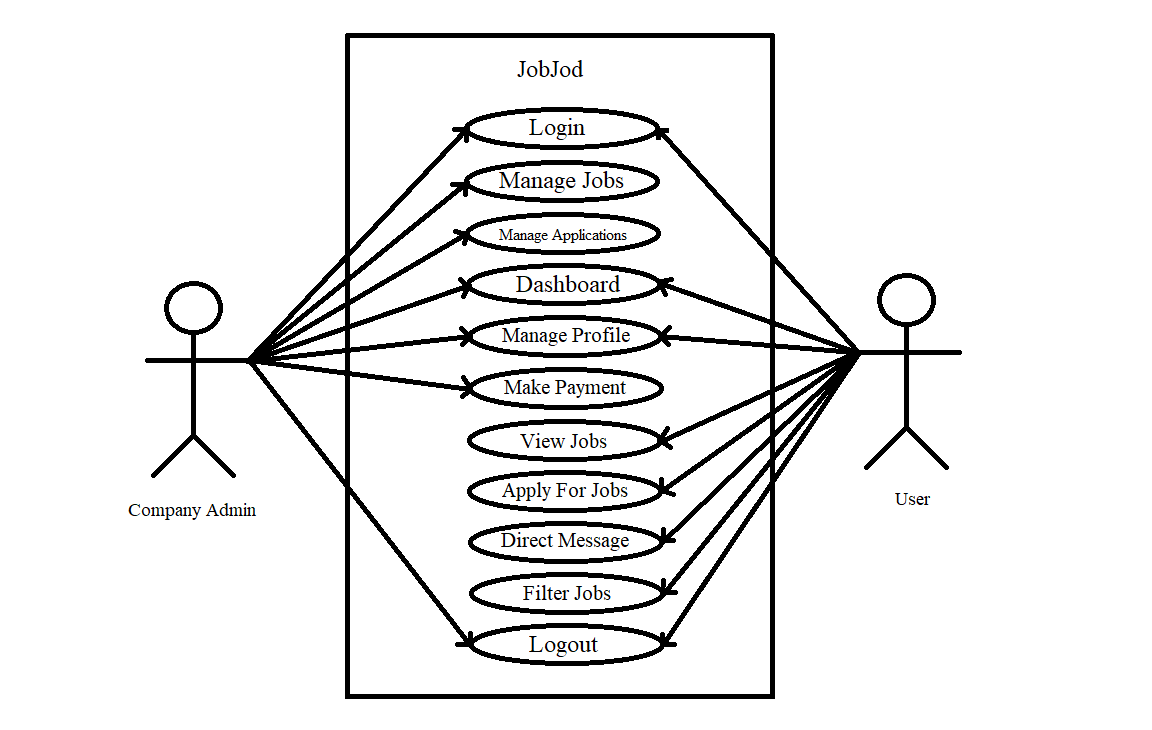 JobJod
Login
Manage Jobs
Manage Applications
Dashboard
Manage Profile
Make Payment
View Jobs
Apply For Jobs
Direct Message
Filter Jobs
Logout
Company Admin
User